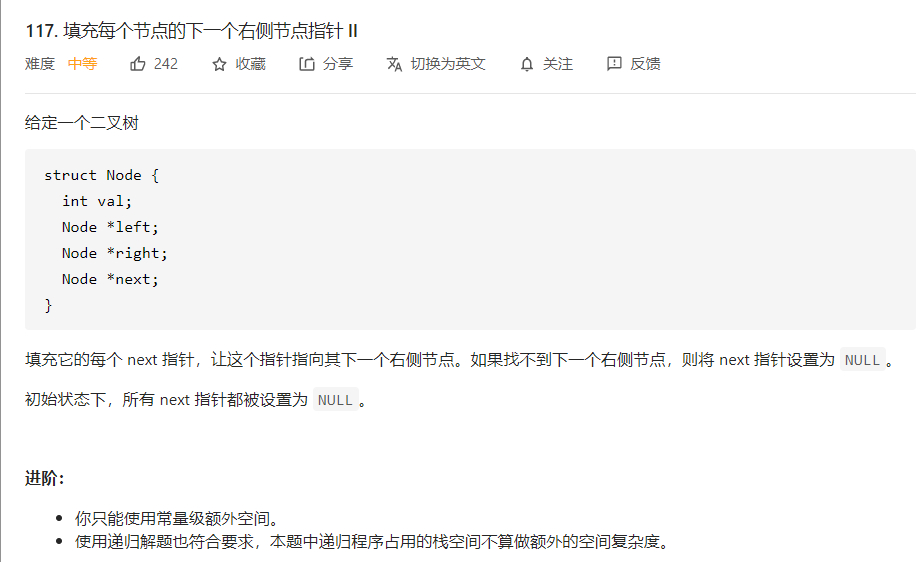 117. 填充每个节点的下一个右侧节点指针 II
难度 中等 242 收藏 分享 切换为英文 关注 反馈
给定一个二叉树
struct Node {
  int val;
  Node *left;
  Node *right;
  Node *next;
}
填充它的每个 next 指针，让这个指针指向其下一个右侧节点。如果找不到下一个右侧节点，则将 next 指针设置为 NULL 。
初始状态下，所有 next 指针都被设置为 NULL 。
进阶：
• 你只能使用常量级额外空间。
• 使用递归解题也符合要求，本题中递归程序占用的栈空间不算做额外的空间复杂度。